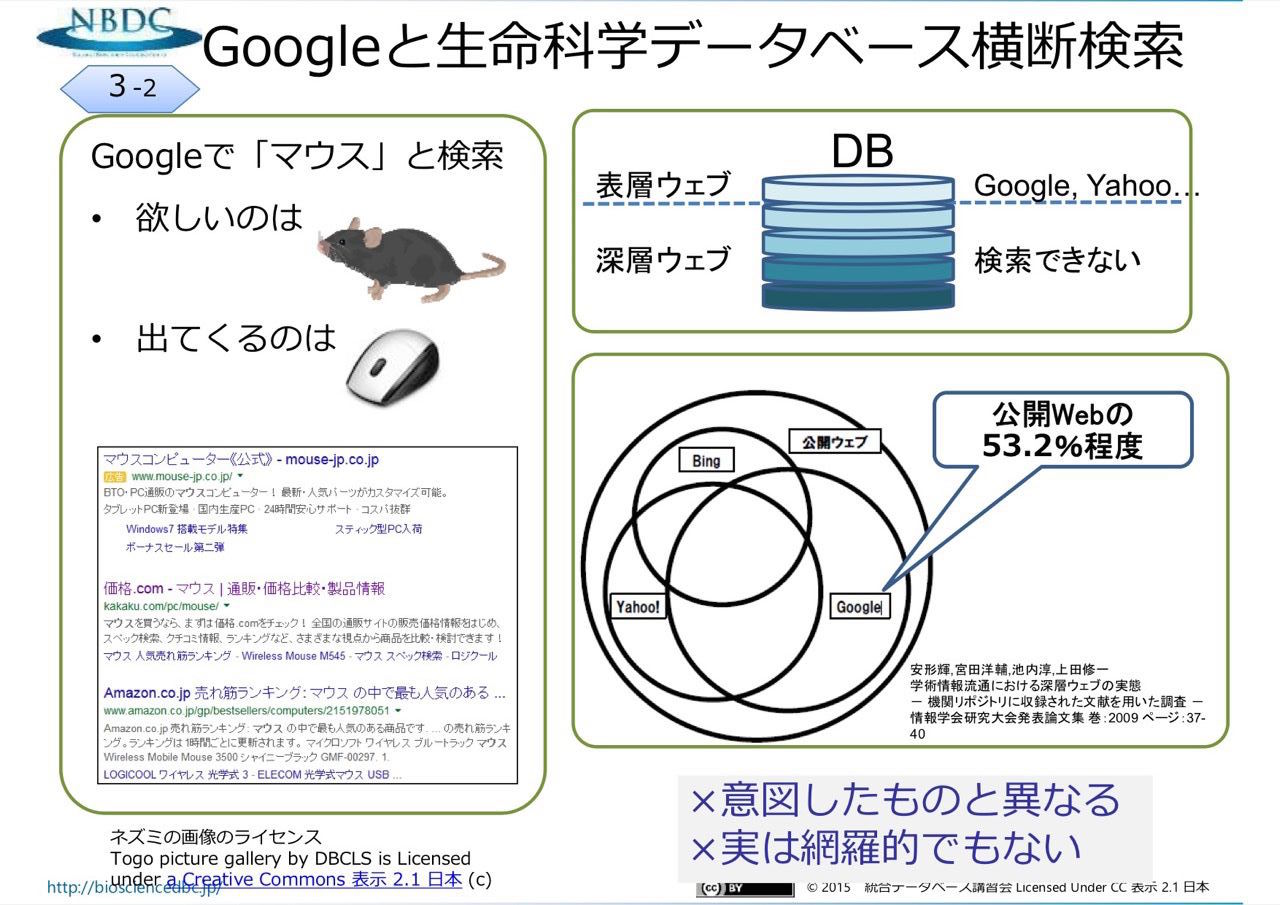 NBDC
Googleと生命科学データベース横断検索
3 -2
Googleで「マウス」と検索
• 欲しいのは
• 出てくるのは
マウスコンピューター《公式》 - mouse-jp.co.jp
広告 www.mouse-jp.co.jp/
BTO・PC通販のマウスコンピューター！ 最新・人気パーツがカスタマイズ可能。
タブレットPC新登場 - 国内生産PC - 24時間安心サポート - コスパ抜群
Windows7 搭載モデル特集 スティック型PC入荷
ボーナスセール第二弾
価格.com - マウス | 通販・価格比較・製品情報
kakaku.com/pc/mouse/
マウスを買うなら、まずは価格.comをチェック！ 全国の通販サイトの販売価格情報をはじめ、
スペック検索、クチコミ情報、ランキングなど、さまざまな視点から商品を比較・検討できます！
マウス 人気売れ筋ランキング - Wireless Mouse M545 - マウス スペック検索 - ロジクール
Amazon.co.jp 売れ筋ランキング: マウス の中で最も人気のある ...
www.amazon.co.jp/gp/bestsellers/computers/2151978051
Amazon.co.jp 売れ筋ランキング: マウス の中で最も人気のある商品です. ... の売れ筋ランキ
ング。ランキングは1時間ごとに更新されます。 マイクロソフト ワイヤレス ブルートラック マウス
Wireless Mobile Mouse 3500 シャイニーブラック GMF-00297. 1.
LOGICOOL ワイヤレス 光学式 3 - ELECOM 光学式マウス USB ...
DB
表層ウェブ
Google, Yahoo…
深層ウェブ
検索できない
公開Webの
53.2%程度
公開ウェブ
Bing
Yahoo!
Google
安形輝,宮田洋輔,池内淳,上田修一
学術情報流通における深層ウェブの実態
－ 機関リポジトリに収録された文献を用いた調査 －
情報学会研究大会発表論文集 巻：2009 ページ：37-
40
×意図したものと異なる
×実は網羅的でもない
ネズミの画像のライセンス
Togo picture gallery by DBCLS is Licensed
under a Creative Commons 表示 2.1 日本 (c)
http://biosciencedbc.jp/
(cc) BY
© 2015 統合データベース講習会 Licensed Under CC 表示 2.1 日本